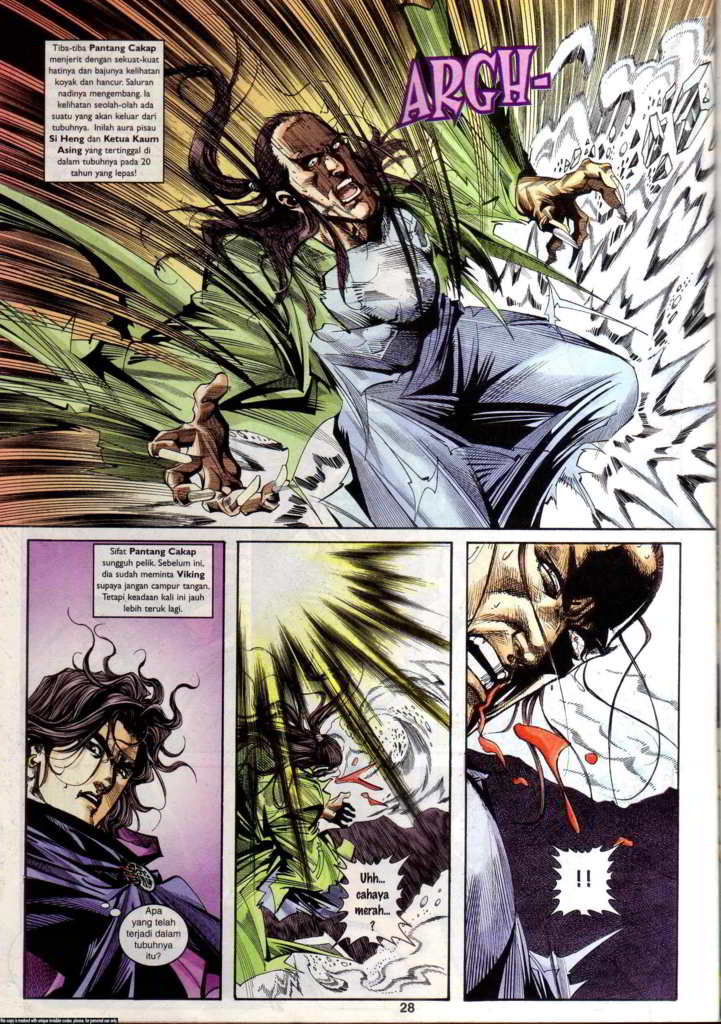 Tiba-tiba Pantang Cakap
menjerit dengan sekuat-kuat
hatinya dan bajunya kelihatan
koyak dan hancur. Saluran
nadinya mengembang. Ia
kelihatan seolah-olah ada
suatu yang akan keluar dari
tubuhnya. Inilah aura pisau
Si Heng dan Ketua Kaum
Asing yang tertinggal di
dalam tubuhnya pada 20
tahun yang lepas!
ARGH-
Sifat Pantang Cakap
sungguh pelik. Sebelum ini,
dia sudah meminta Viking
supaya jangan campur tangan.
Tetapi keadaan kali ini jauh
lebih teruk lagi.
Apa
yang telah
terjadi dalam
tubuhnya
itu?
Uhh...
cahaya
merah...
?
!!
28